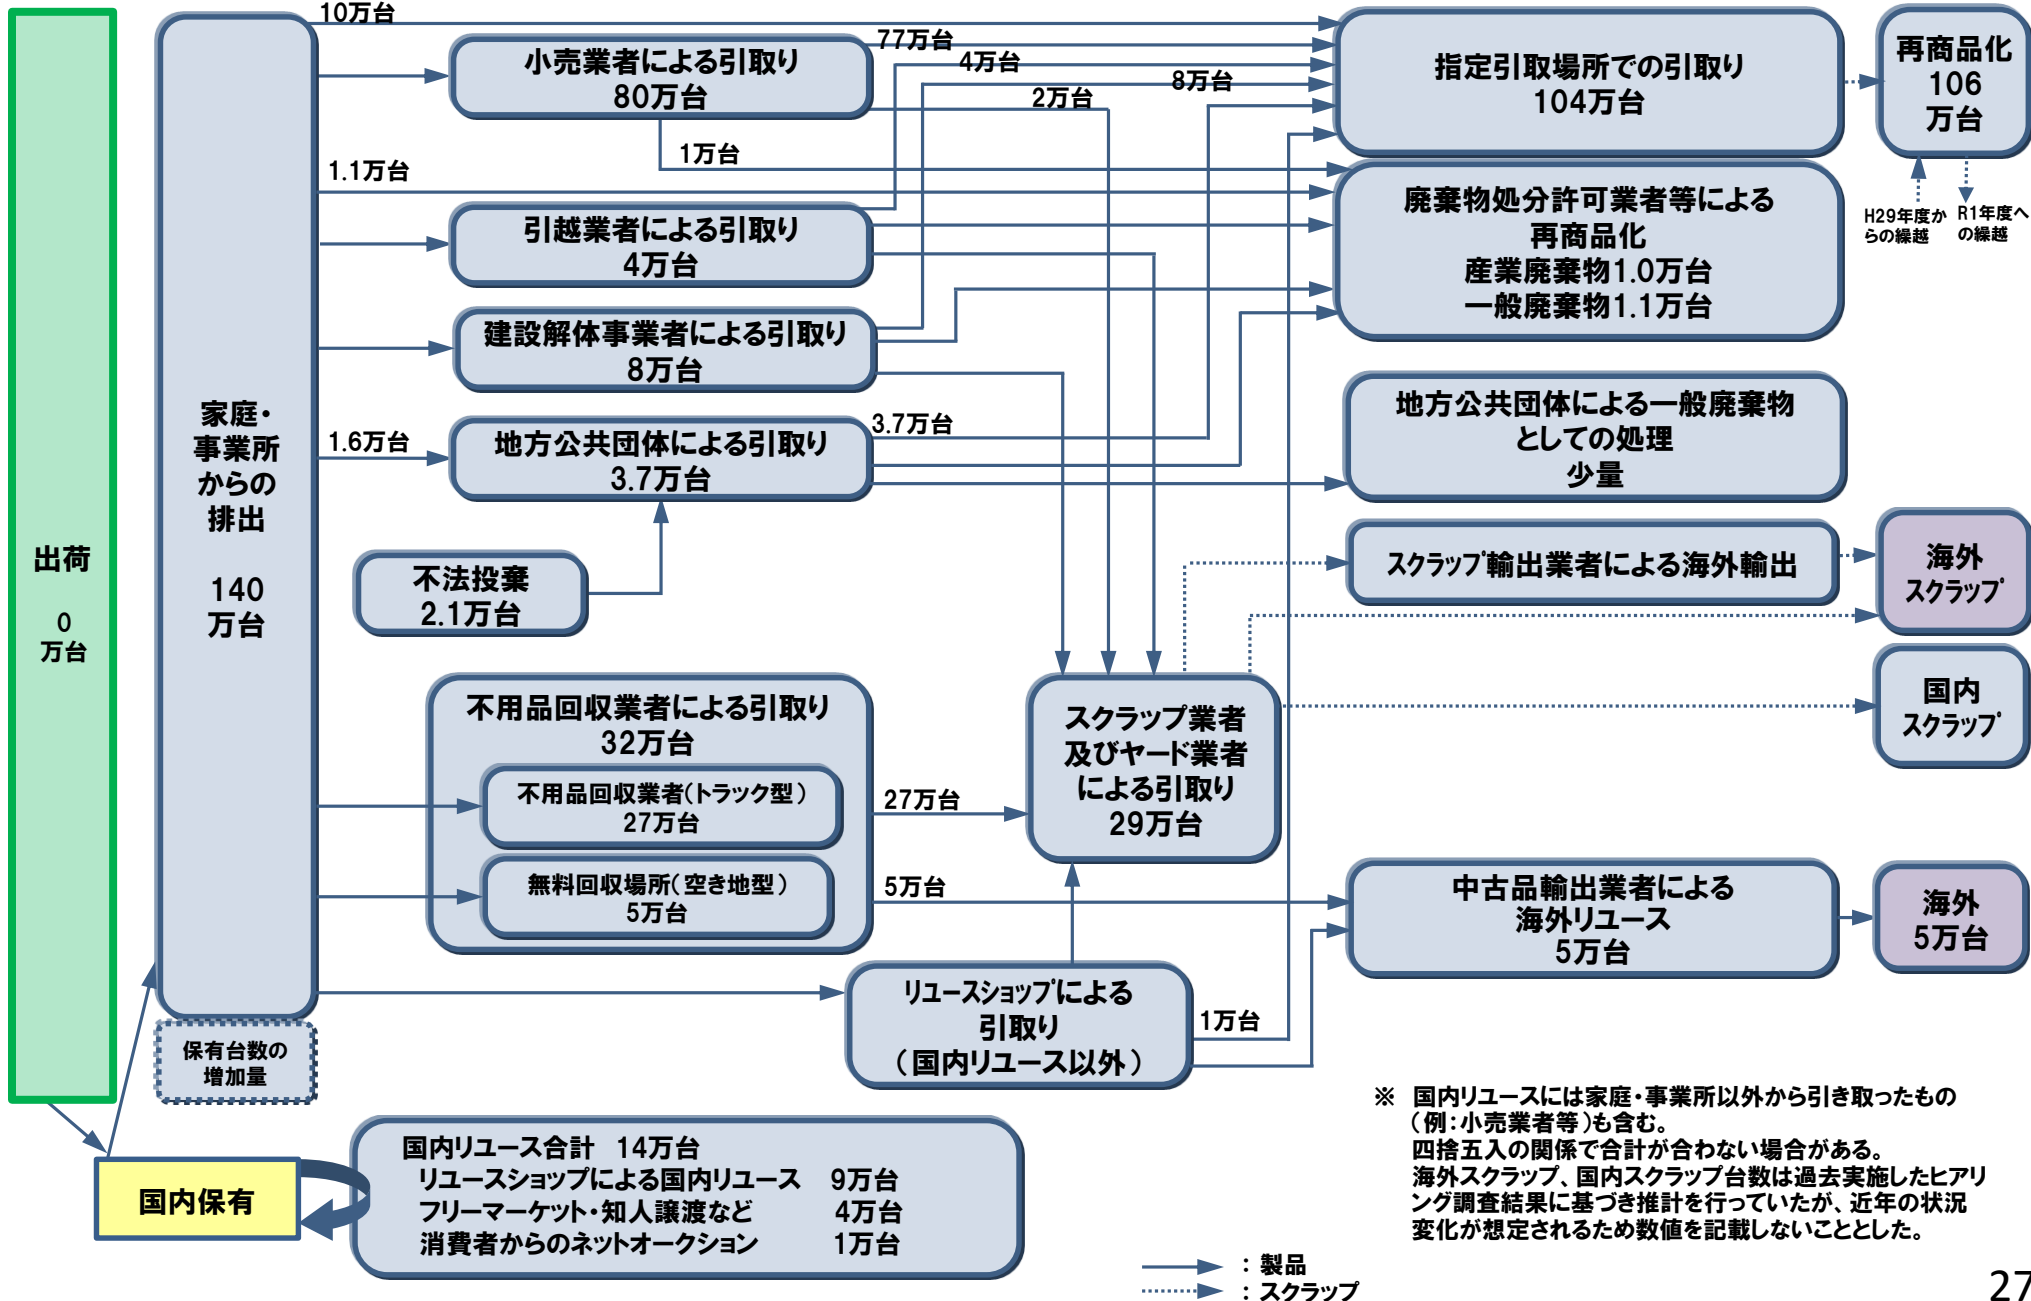 出荷
0
万台
家庭・
事業所
からの
排出
140
万台
保有台数の
増加量
国内保有
10万台
小売業者による引取り
80万台
77万台
4万台
8万台
2万台
1万台
1.1万台
引越業者による引取り
4万台
建設解体事業者による引取り
8万台
1.6万台
地方公共団体による引取り
3.7万台
3.7万台
不法投棄
2.1万台
不用品回収業者による引取り
32万台
不用品回収業者（トラック型）
27万台
無料回収場所（空き地型）
5万台
27万台
5万台
スクラップ業者
及びヤード業者
による引取り
29万台
リユースショップによる
引取り
（国内リユース以外）
1万台
指定引取場所での引取り
104万台
再商品化
106
万台
H29年度か
らの繰越
R1年度へ
の繰越
廃棄物処分許可業者等による
再商品化
産業廃棄物1.0万台
一般廃棄物1.1万台
地方公共団体による一般廃棄物
としての処理
少量
スクラップ輸出業者による海外輸出
海外
スクラップ
国内
スクラップ
中古品輸出業者による
海外リユース
5万台
海外
5万台
国内リユース合計 14万台
リユースショップによる国内リユース 9万台
フリーマーケット・知人譲渡など 4万台
消費者からのネットオークション 1万台
※ 国内リユースには家庭・事業所以外から引き取ったもの
（例：小売業者等）も含む。
四捨五入の関係で合計が合わない場合がある。
海外スクラップ、国内スクラップ台数は過去実施したヒアリ
ング調査結果に基づき推計を行っていたが、近年の状況
変化が想定されるため数値を記載しないこととした。
：製品
：スクラップ
27